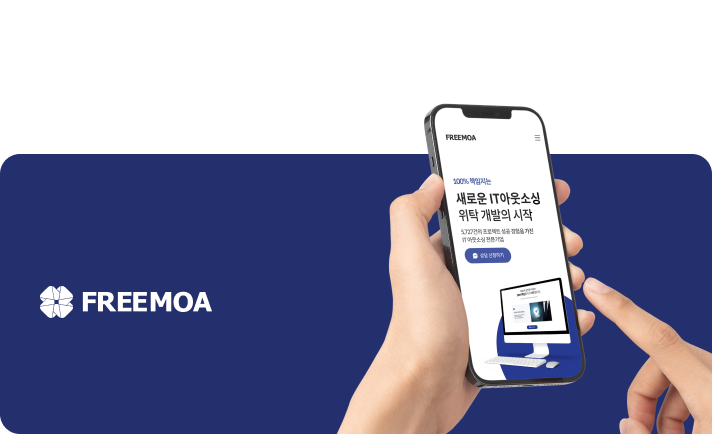 FREEMOA
100% 책임지는
새로운 IT아웃소싱
위탁 개발의 시작
5,727건의 프로젝트 성공 경험을 가진
IT 아웃소싱 전문기업
상담 신청하기
FREEMOA